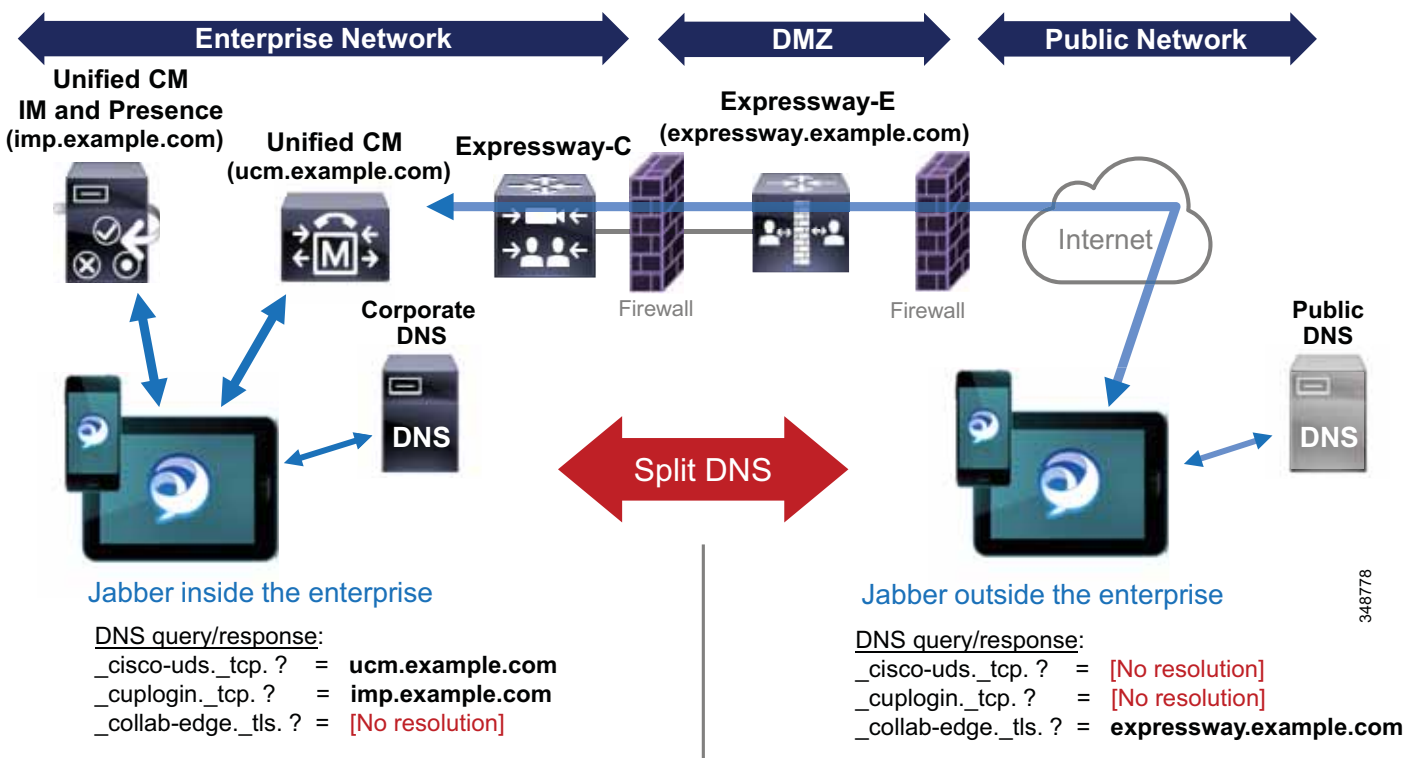 Enterprise Network
DMZ
Public Network
Unified CM
IM and Presence
(imp.example.com)
Unified CM
(ucm.example.com)
Expressway-C
Expressway-E
(expressway.example.com)
M
Internet
Firewall
Firewall
Corporate
DNS
DNS
Public
DNS
DNS
Split DNS
Jabber inside the enterprise
DNS query/response:
_cisco-uds._tcp. ? = ucm.example.com
_cuplogin._tcp. ? = imp.example.com
_collab-edge._tls. ? = [No resolution]
Jabber outside the enterprise
DNS query/response:
_cisco-uds._tcp. ? = [No resolution]
_cuplogin._tcp. ? = [No resolution]
_collab-edge._tls. ? = expressway.example.com
348778